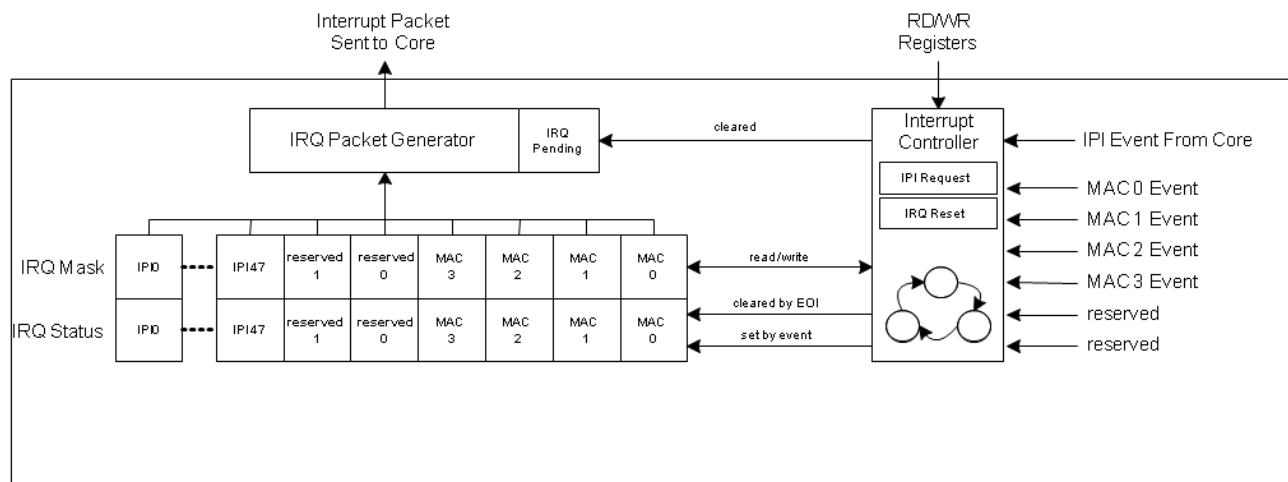 Interrupt Packet
Sent to Core
RD/WR
Registers
IRQ Packet Generator
IRQ
Pending
cleared
Interrupt
Controller
IPI Event From Core
IPI Request
MAC 0 Event
IRQ Reset
MAC 1 Event
MAC 2 Event
MAC 3 Event
reserved
reserved
IRQ Mask
IPI0
IPI47
reserved
1
reserved
0
MAC
3
MAC
2
MAC
1
MAC
0
read/write
cleared by EOI
IRQ Status
IPI0
IPI47
reserved
1
reserved
0
MAC
3
MAC
2
MAC
1
MAC
0
set by event